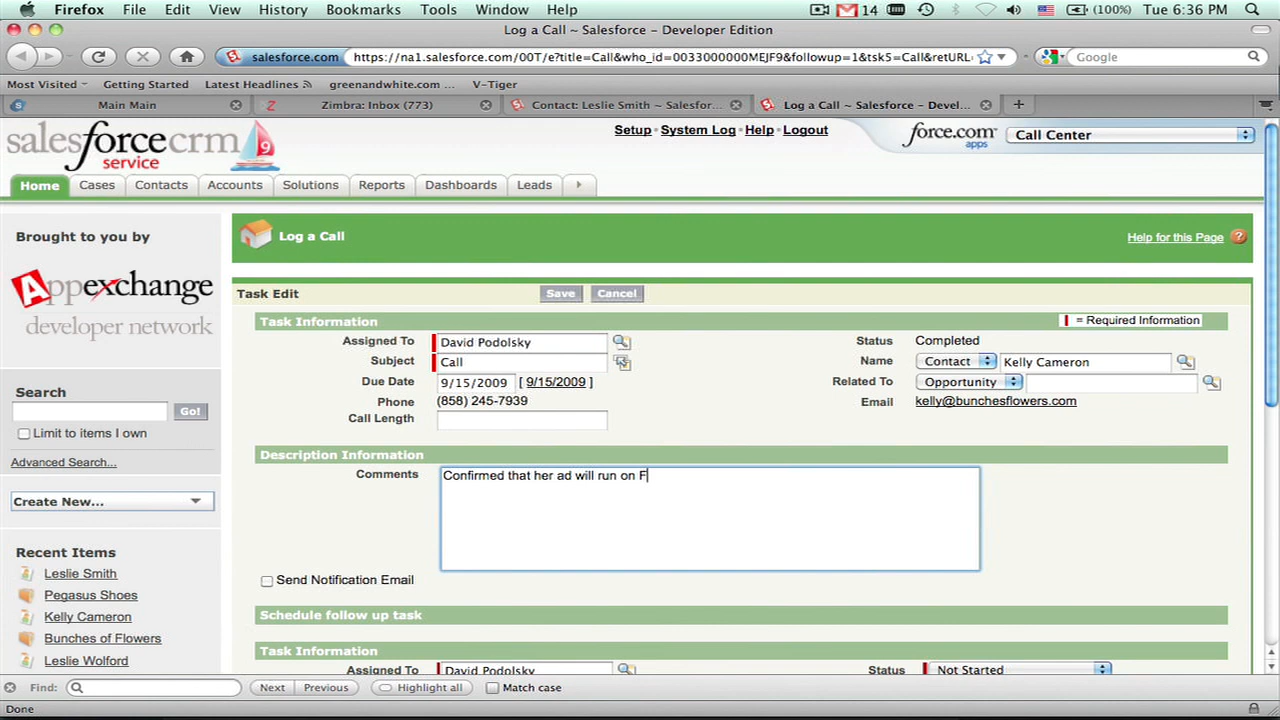 Firefox File Edit View History Bookmarks Tools Window Help 14 (100%) Tue 6:36 PM
Log a Call ~ Salesforce - Developer Edition
salesforce.com https://na1.salesforce.com/00T/e?title=Call&who_id=0033000000MEJF9&followup=1&tsk5=Call&retURL Google
Most Visited Getting Started Latest Headlines greenandwhite.com ... V-Tiger
Main Main Zimbra: Inbox (773) Contact: Leslie Smith ~ Salesfor... Log a Call ~ Salesforce - Devel...
salesforcecrm 9
service
Setup · System Log · Help · Logout force.com apps Call Center
Home Cases Contacts Accounts Solutions Reports Dashboards Leads
Brought to you by
Appexchange
developer network
Log a Call Help for this Page ?
Task Edit Save Cancel
Task Information = Required Information
Assigned To David Podolsky Status Completed
Subject Call Name Contact Kelly Cameron
Due Date 9/15/2009 [ 9/15/2009 ] Related To Opportunity
Phone (858) 245-7939 Email kelly@bunchesflowers.com
Call Length
Search
Go!
Limit to items I own
Advanced Search...
Create New...
Description Information
Comments Confirmed that her ad will run on F
Send Notification Email
Recent Items
Leslie Smith
Pegasus Shoes
Kelly Cameron
Bunches of Flowers
Leslie Wolford
Schedule follow up task
Task Information
Assigned To David Podolsky Status Not Started
Find: Next Previous Highlight all Match case
Done